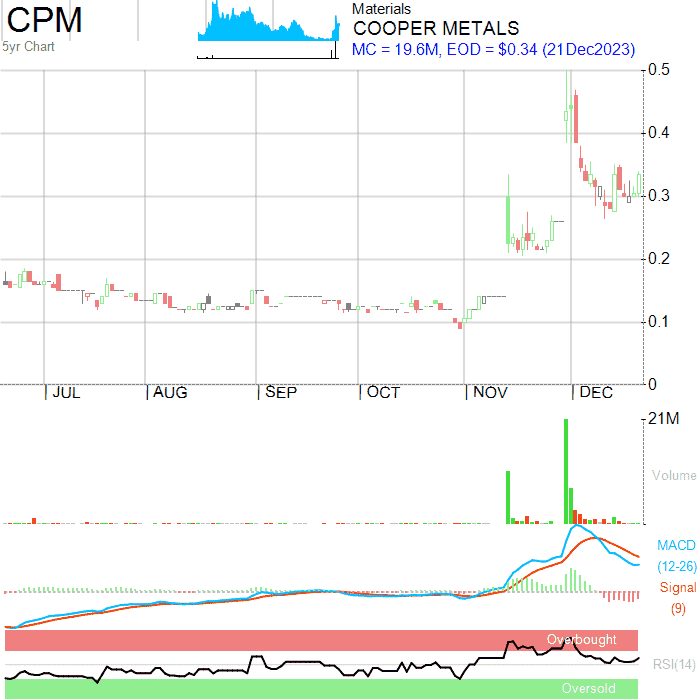 CPM
5yr Chart
Materials
COOPER METALS
MC = 19.6M, EOD = $0.34 (21Dec2023)
0.5
0.4
0.3
0.2
0.1
0
JUL
AUG
SEP
OCT
NOV
DEC
21M
Volume
MACD
(12-26)
Signal
(9)
Overbought
RSI(14)
Oversold